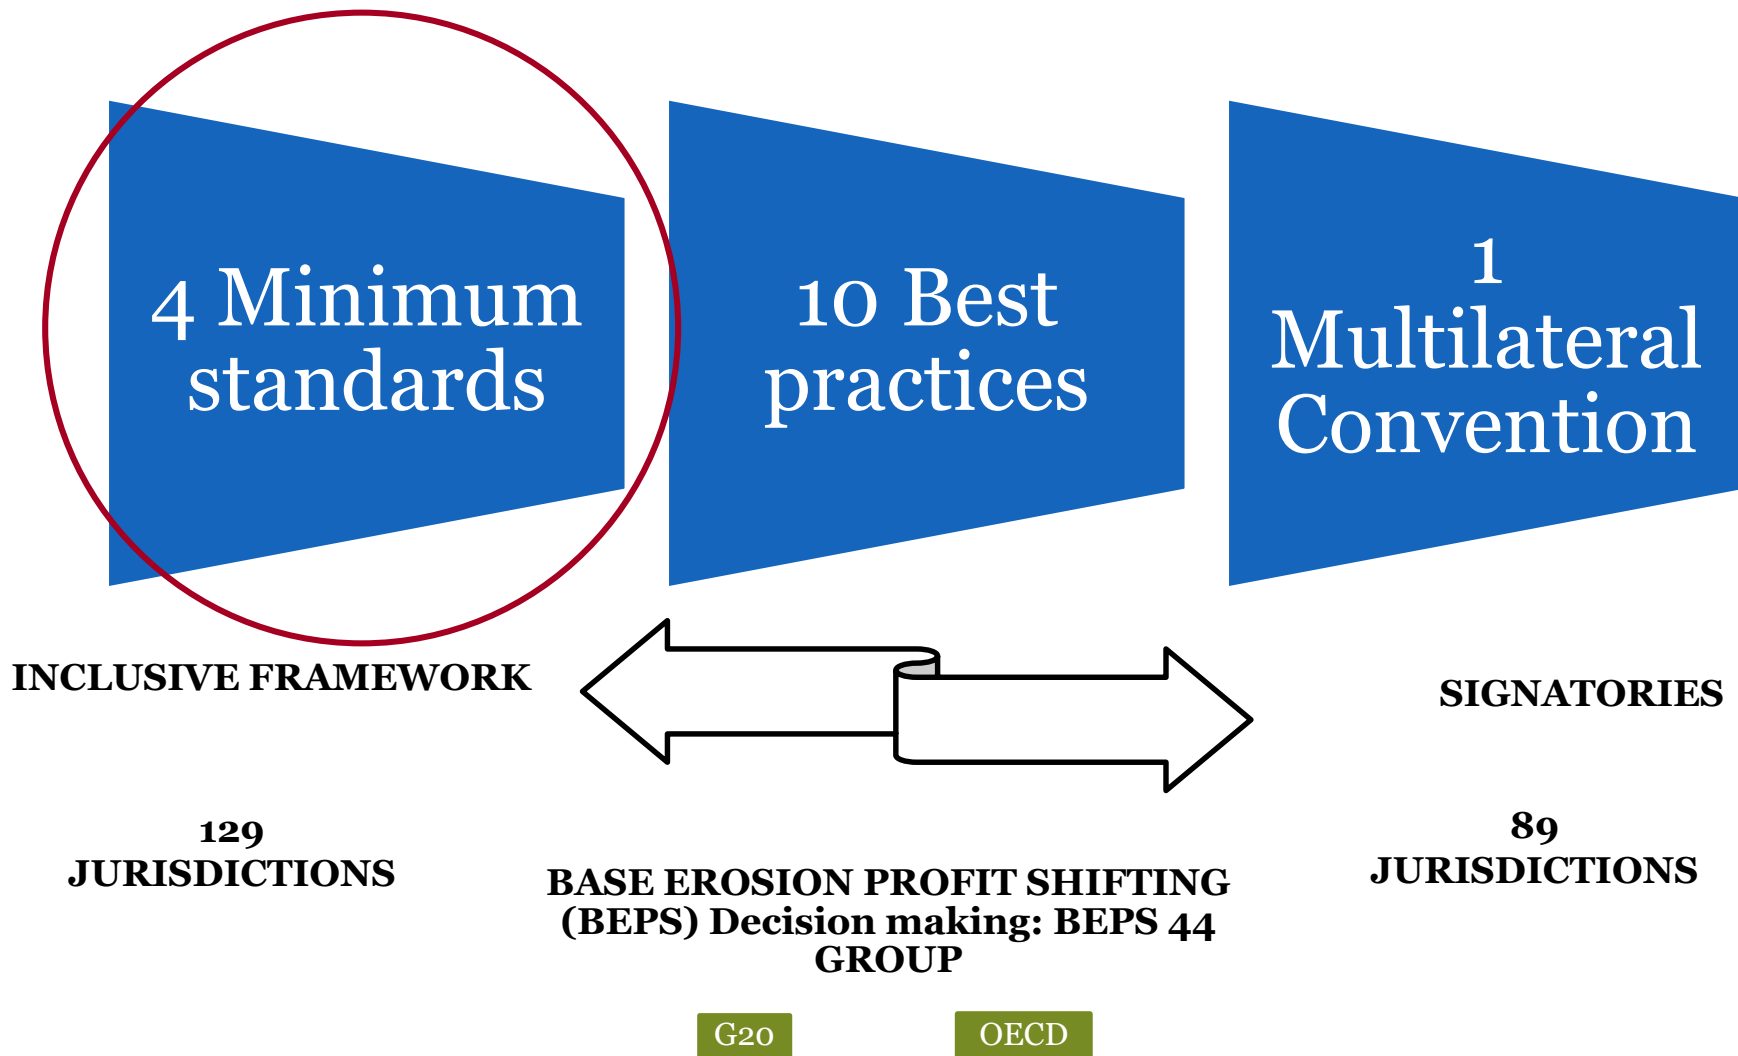 4 Minimum
standards
10 Best
practices
1
Multilateral
Convention
INCLUSIVE FRAMEWORK
SIGNATORIES
129
JURISDICTIONS
89
JURISDICTIONS
BASE EROSION PROFIT SHIFTING
(BEPS) Decision making: BEPS 44
GROUP
G20
OECD